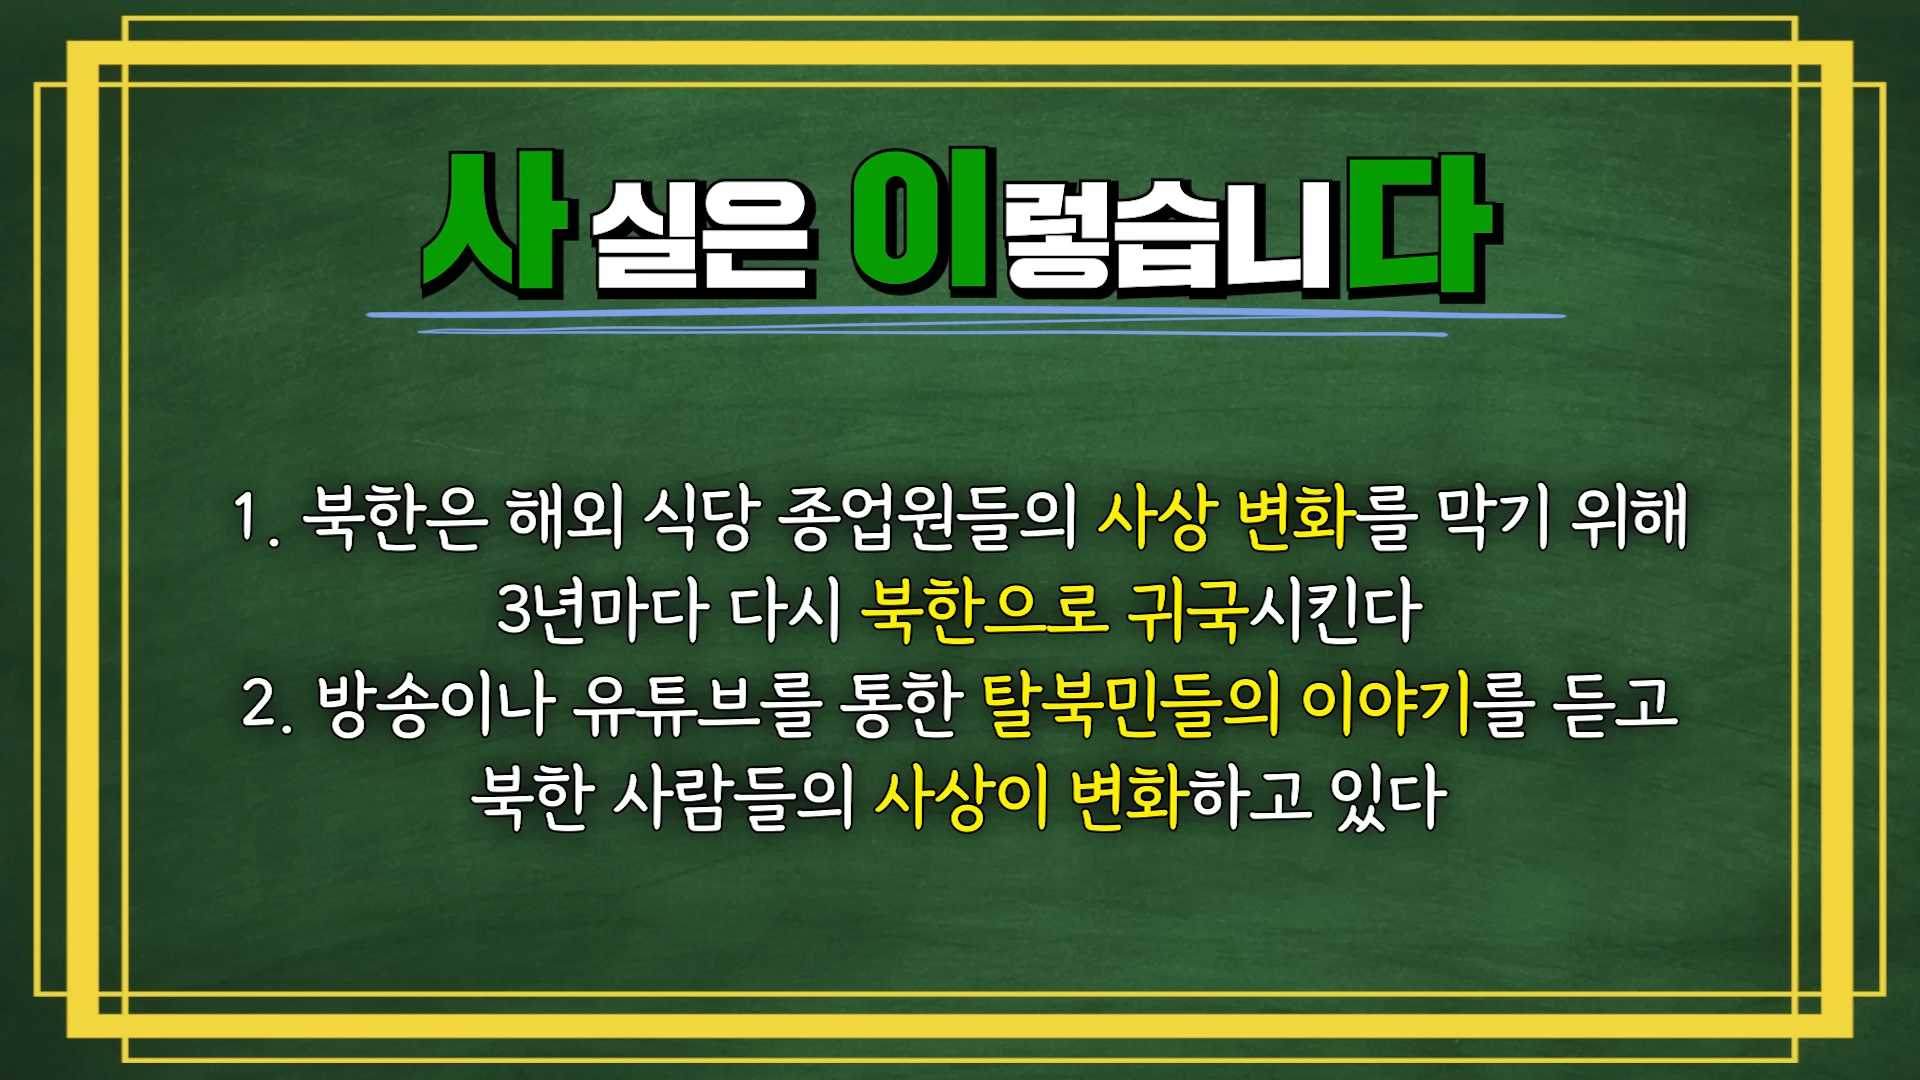 사실은 이렇습니다
1. 북한은 해외 식당 종업원들의 사상 변화를 막기 위해
3년마다 다시 북한으로 귀국시킨다
2. 방송이나 유튜브를 통한 탈북민들의 이야기를 듣고
북한 사람들의 사상이 변화하고 있다